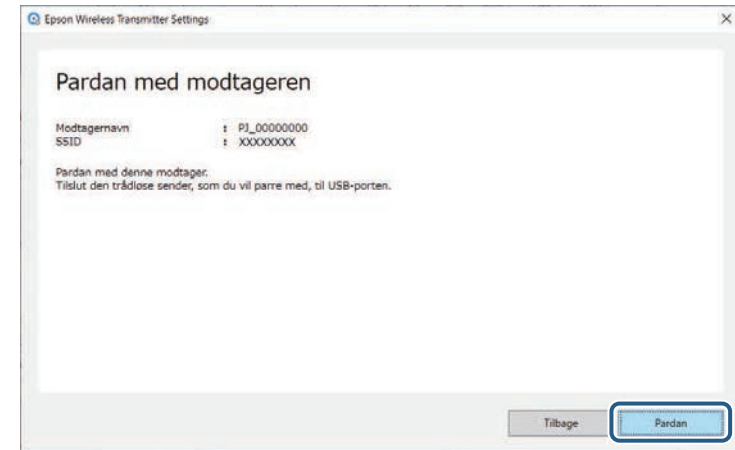 Epson Wireless Transmitter Settings
Pardan med modtageren
Modtagernavn : PJ_00000000
SSID : XXXXXXXX
Pardan med denne modtager.
Tilslut den trådløse sender, som du vil parre med, til USB-porten.
Tilbage Pardan